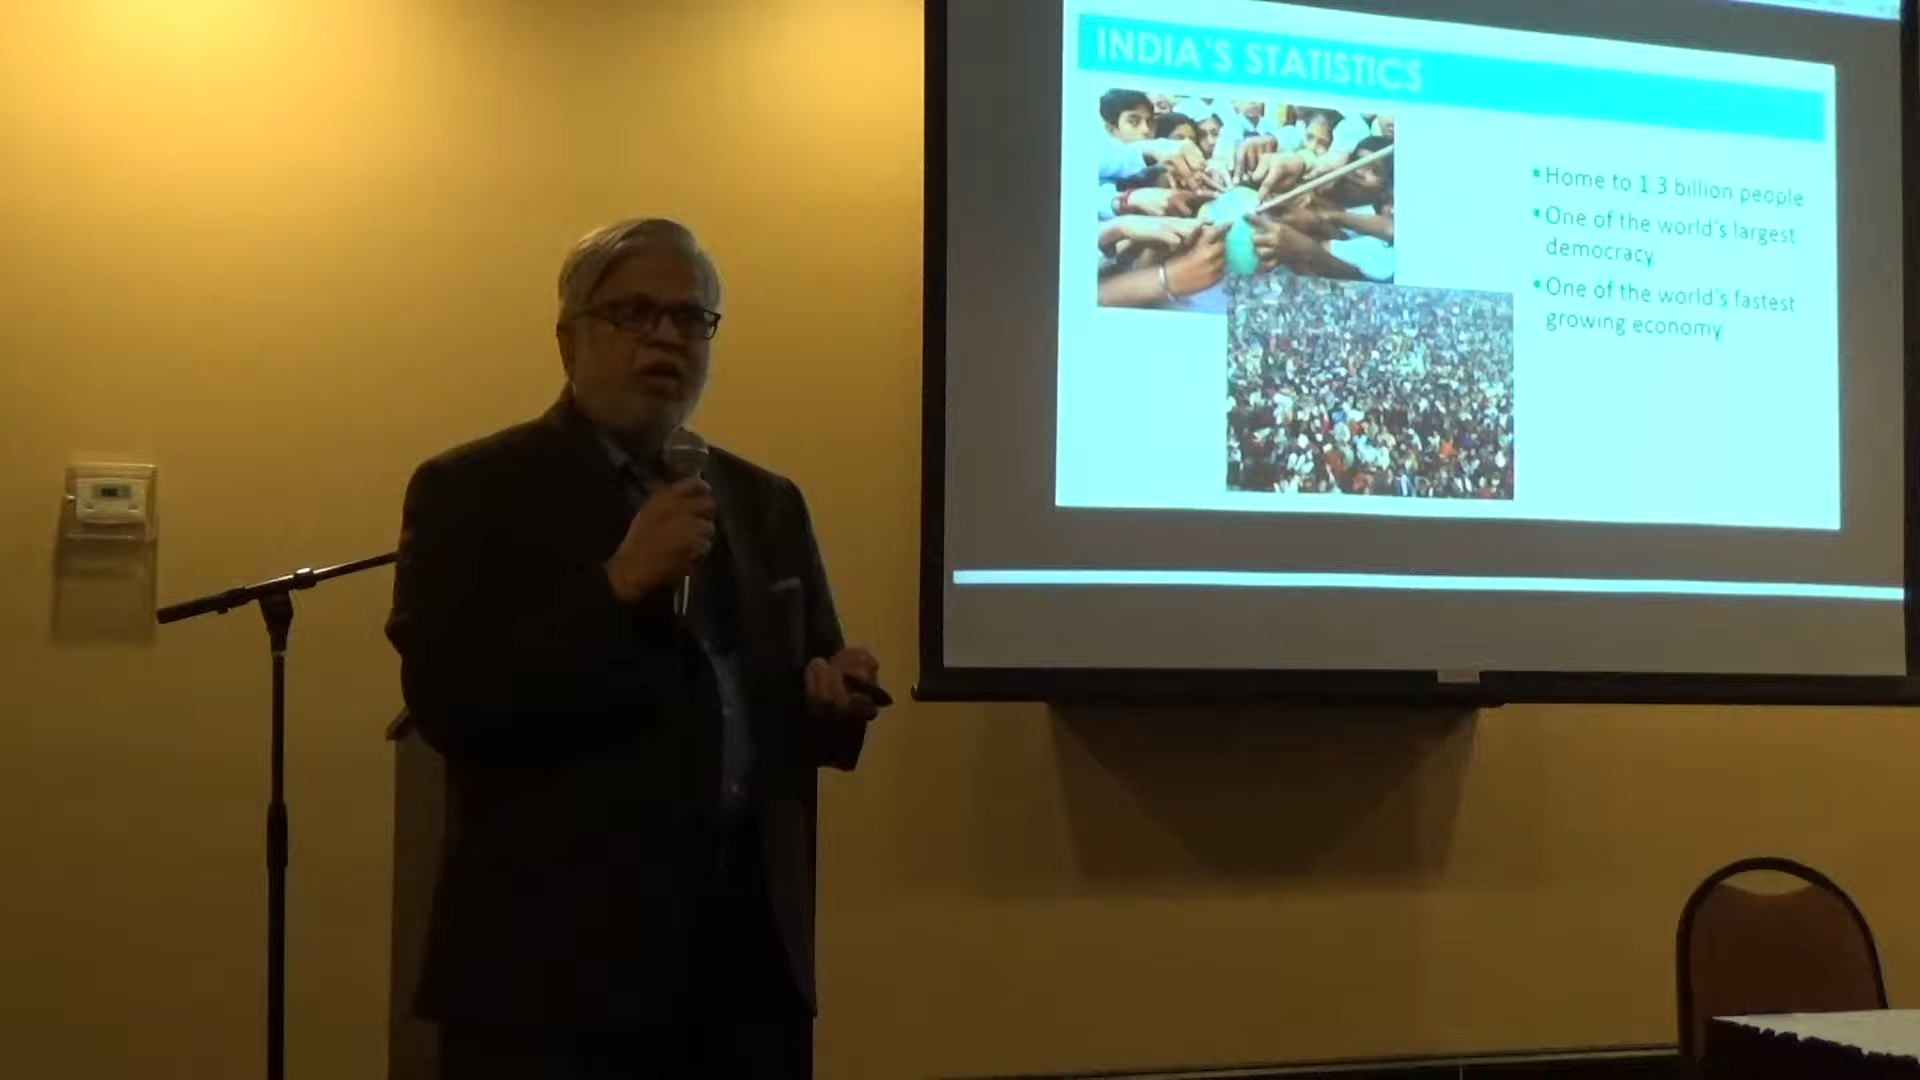 INDIA'S STATISTICS
Home to 1.3 billion people
One of the world's largest
democracy
One of the world's fastest
growing economy